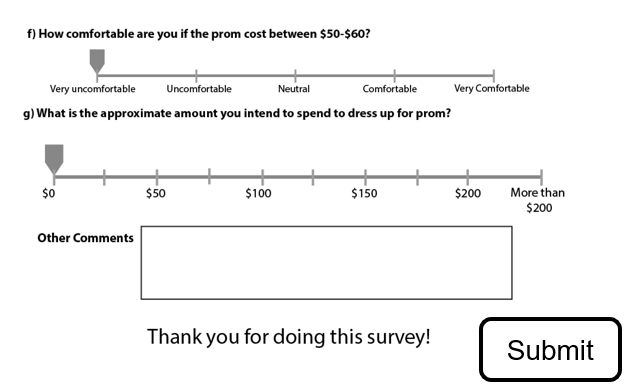 f) How comfortable are you if the prom cost between $50-$60?
Very uncomfortable Uncomfortable Neutral Comfortable Very Comfortable
g) What is the approximate amount you intend to spend to dress up for prom?
$0 $50 $100 $150 $200 More than
$200
Other Comments
Thank you for doing this survey!
Submit